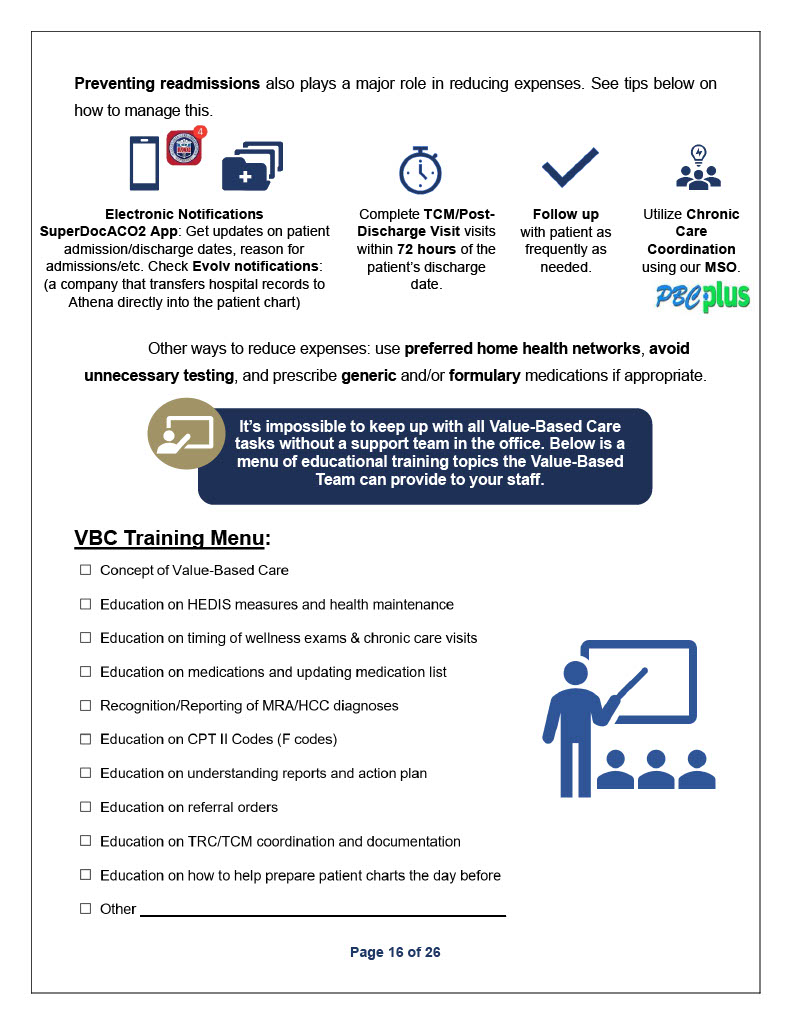 Preventing readmissions also plays a major role in reducing expenses. See tips below on
how to manage this.
4
Electronic Notifications
SuperDocACO2 App: Get updates on patient
admission/discharge dates, reason for
admissions/etc. Check Evolv notifications:
(a company that transfers hospital records to
Athena directly into the patient chart)
Complete TCM/Post-
Discharge Visit visits
within 72 hours of the
patient's discharge
date.
Follow up
with patient as
frequently as
needed.
Utilize Chronic
Care
Coordination
using our MSO.
PBCplus
Other ways to reduce expenses: use preferred home health networks, avoid
unnecessary testing, and prescribe generic and/or formulary medications if appropriate.
It's impossible to keep up with all Value-Based Care
tasks without a support team in the office. Below is a
menu of educational training topics the Value-Based
Team can provide to your staff.
VBC Training Menu:
☐ Concept of Value-Based Care
☐ Education on HEDIS measures and health maintenance
☐ Education on timing of wellness exams & chronic care visits
☐ Education on medications and updating medication list
☐ Recognition/Reporting of MRA/HCC diagnoses
☐ Education on CPT II Codes (F codes)
☐ Education on understanding reports and action plan
☐ Education on referral orders
☐ Education on TRC/TCM coordination and documentation
☐ Education on how to help prepare patient charts the day before
☐ Other
Page 16 of 26